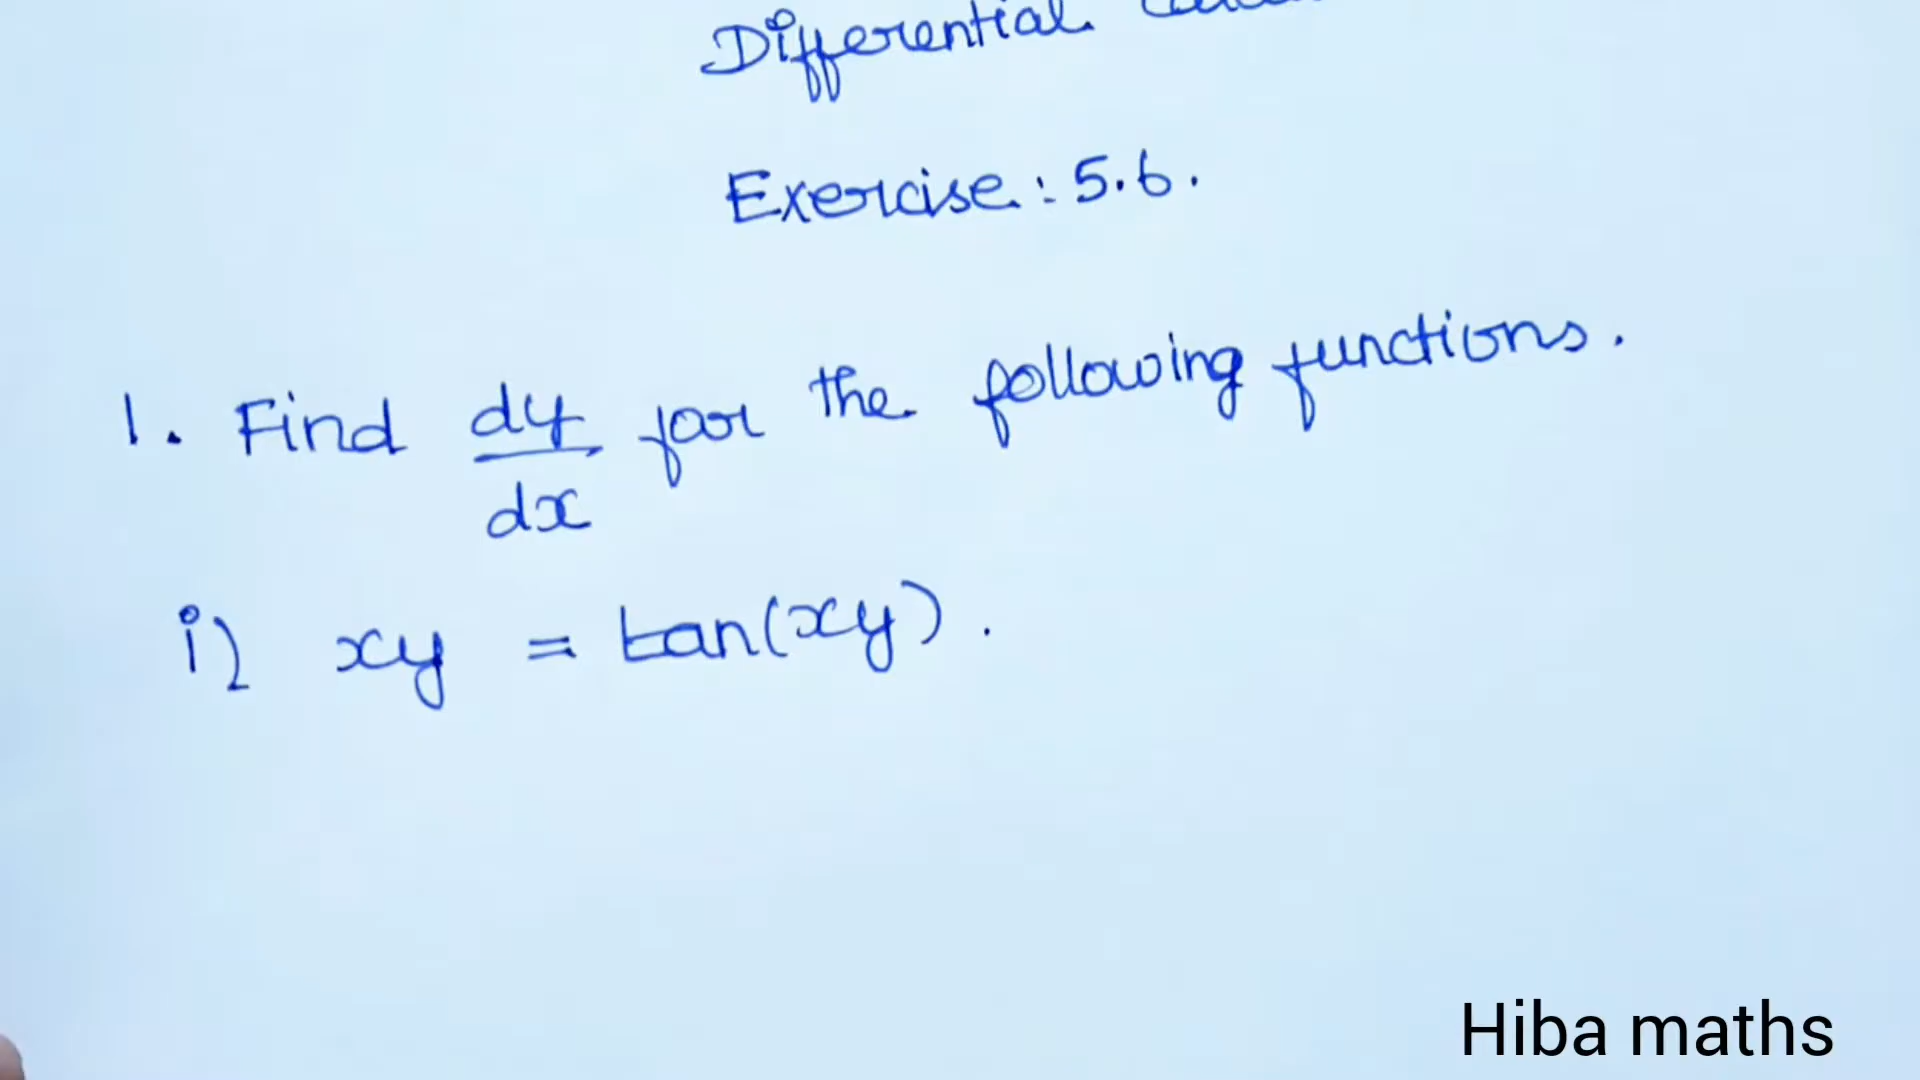 Differential
Exercise: 5.6.
1. Find dy/dx for the following functions.
i) xy = tan(xy).
Hiba maths